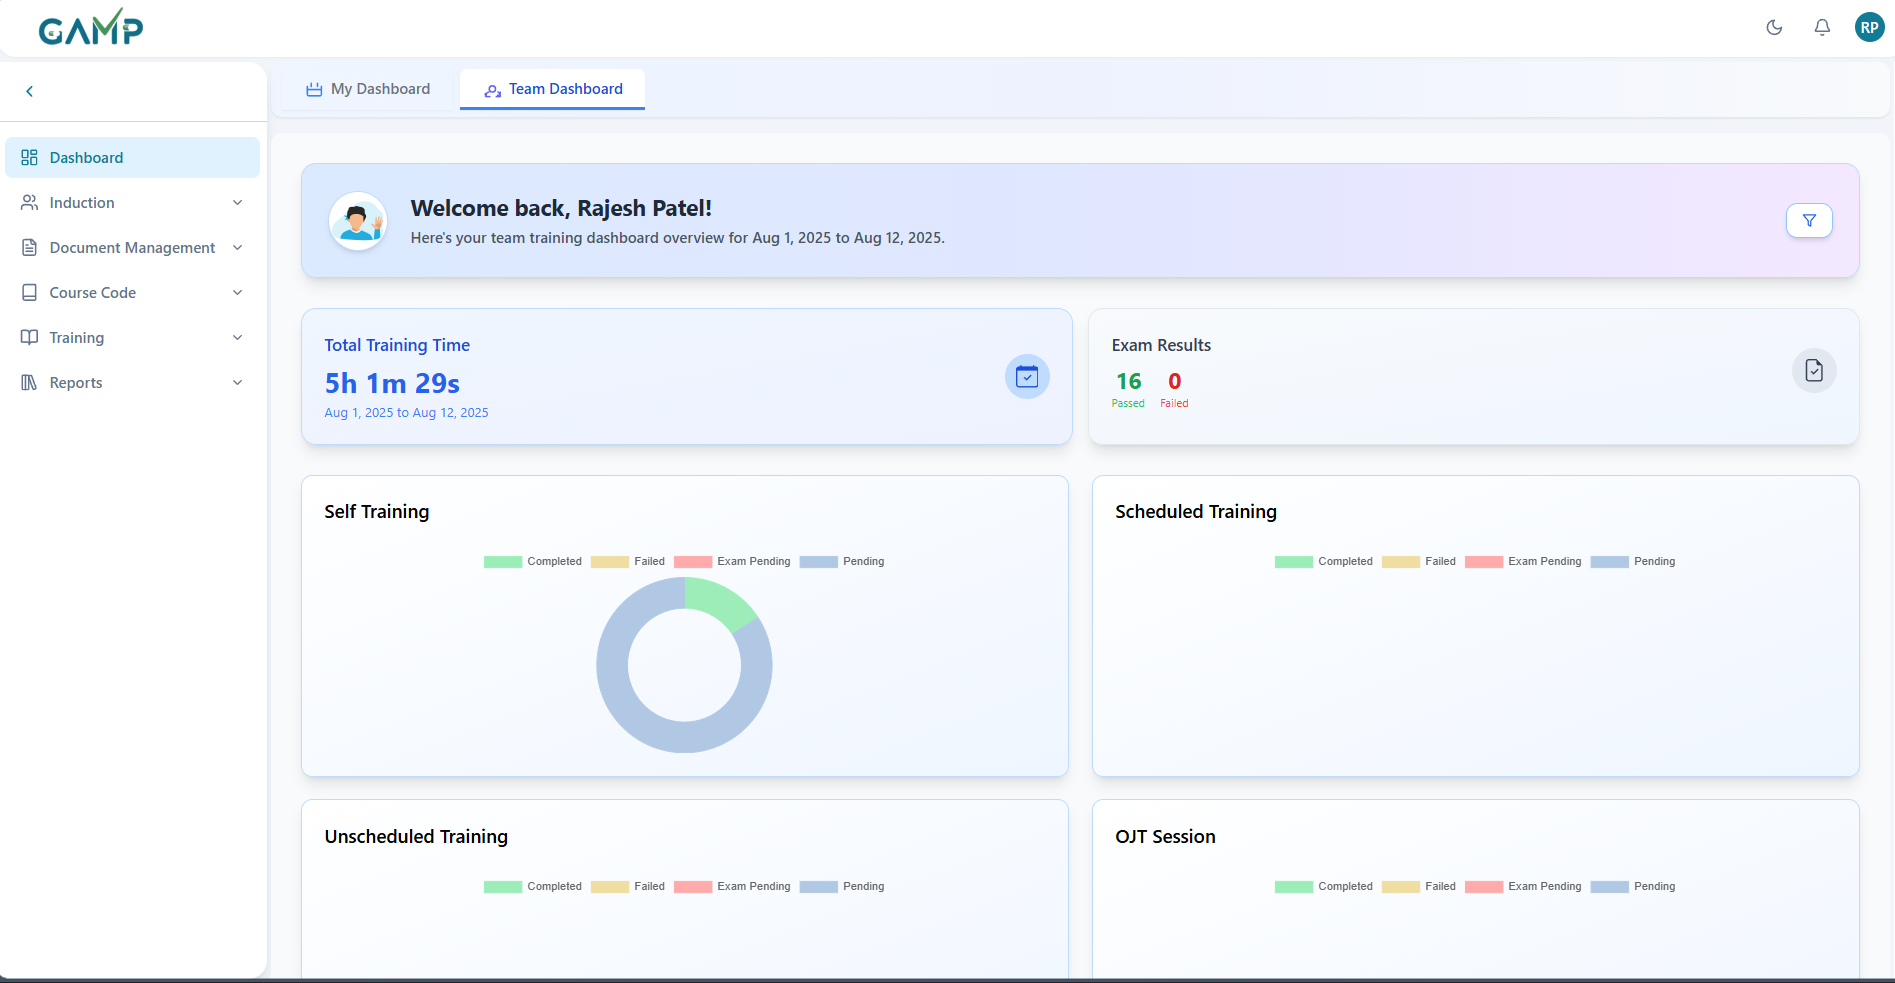 GAMP
RP
My Dashboard
Team Dashboard
Dashboard
Induction
Document Management
Course Code
Training
Reports
Welcome back, Rajesh Patel!
Here's your team training dashboard overview for Aug 1, 2025 to Aug 12, 2025.
Total Training Time
5h 1m 29s
Aug 1, 2025 to Aug 12, 2025
Exam Results
16 0
Passed Failed
Self Training
Completed Failed Exam Pending Pending
Scheduled Training
Completed Failed Exam Pending Pending
Unscheduled Training
Completed Failed Exam Pending Pending
OJT Session
Completed Failed Exam Pending Pending